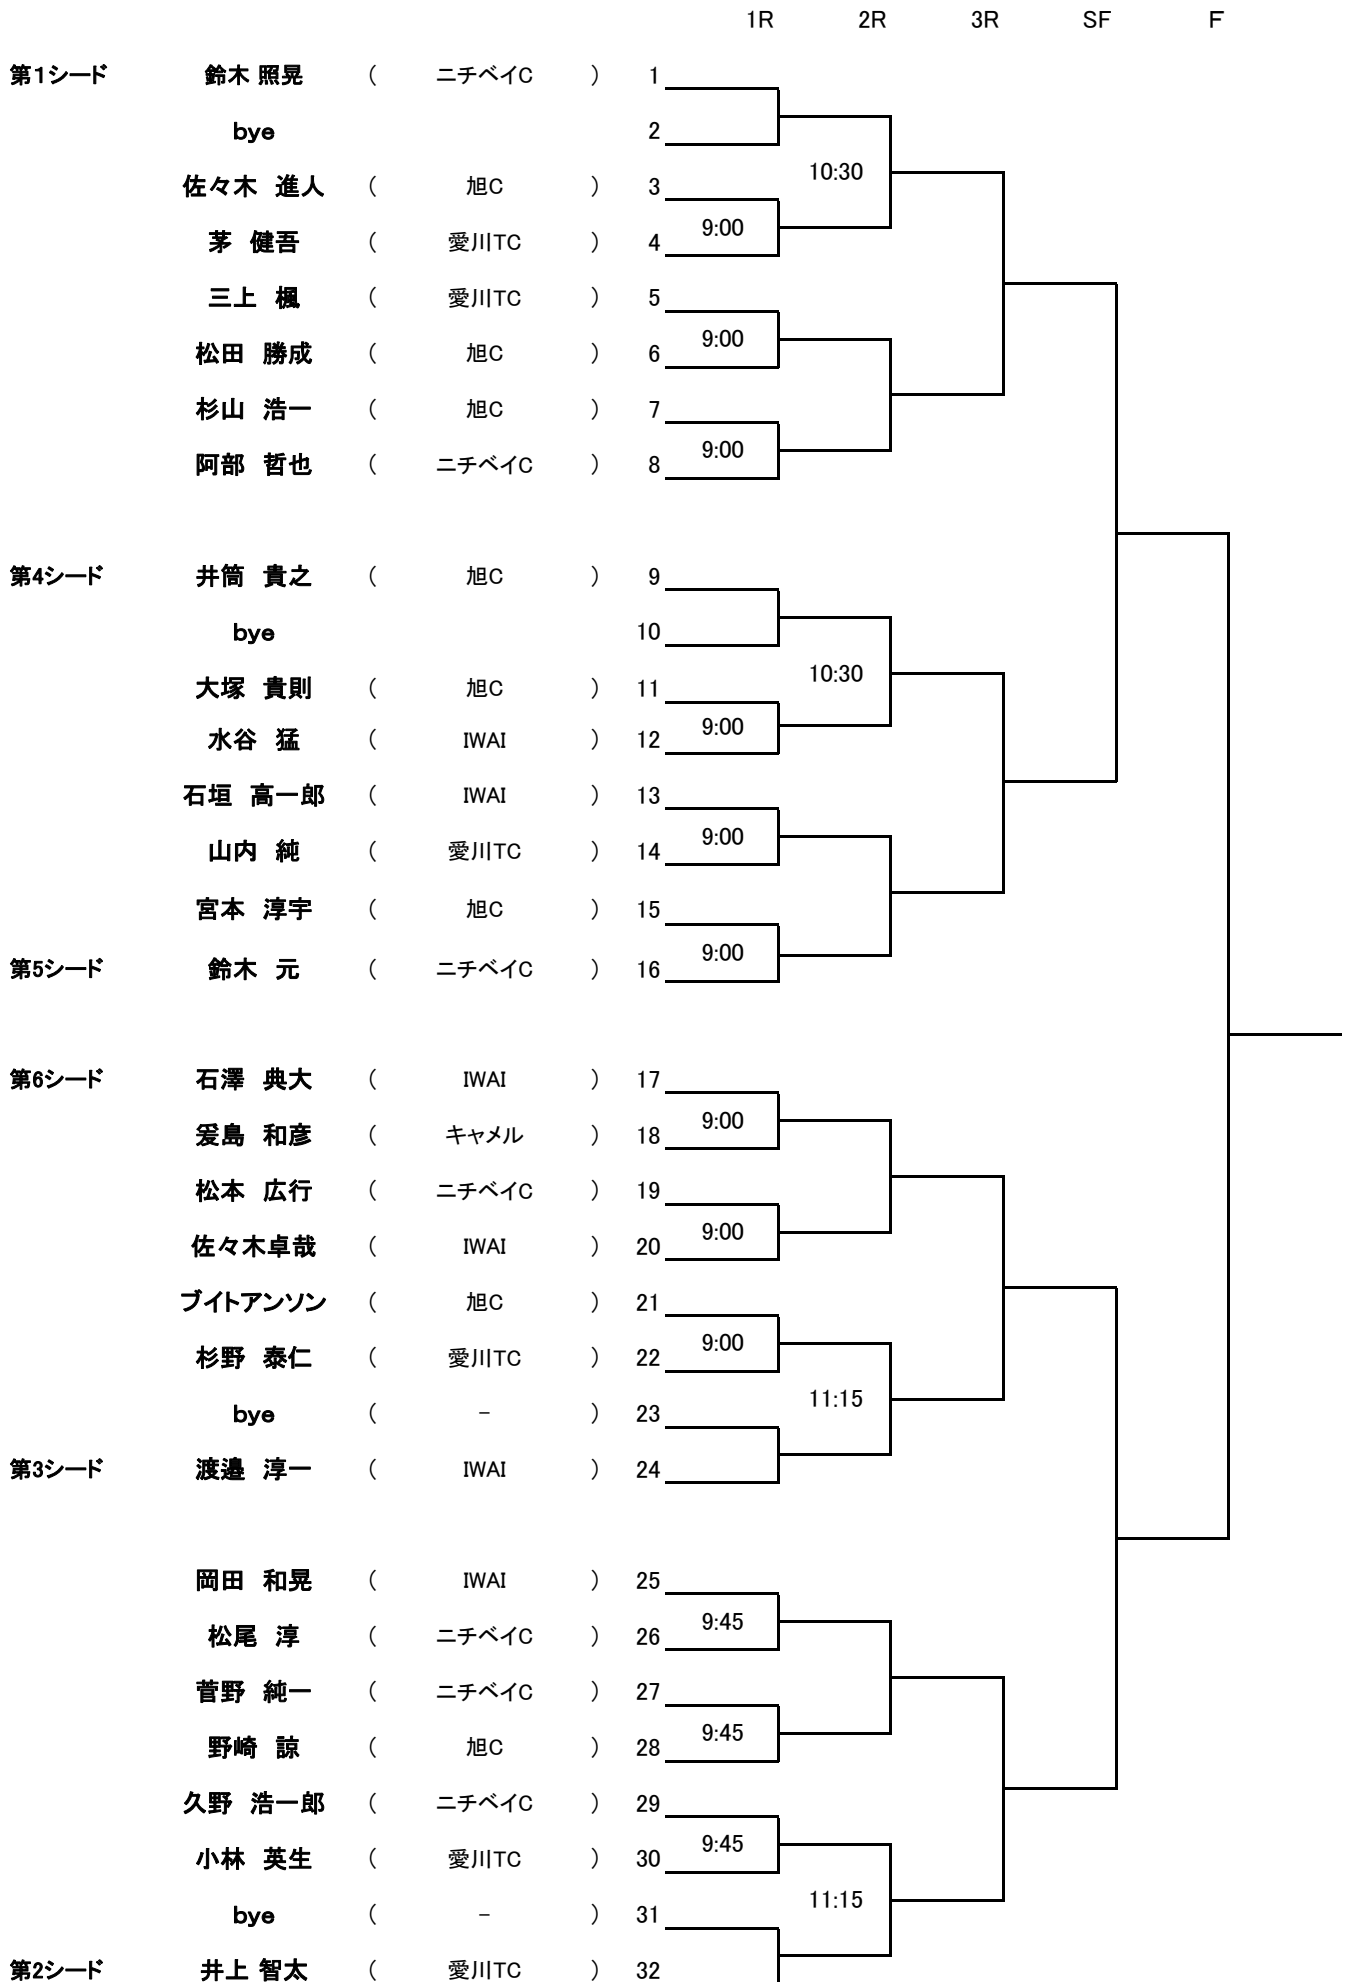 1R 2R 3R SF F
第1シード 鈴木 照晃 ( ニチベイC ) 1
bye 2
10:30
佐々木 進人 ( 旭C ) 3
9:00
茅 健吾 ( 愛川TC ) 4
三上 楓 ( 愛川TC ) 5
9:00
松田 勝成 ( 旭C ) 6
杉山 浩一 ( 旭C ) 7
9:00
阿部 哲也 ( ニチベイC ) 8
第4シード 井筒 貴之 ( 旭C ) 9
bye 10
10:30
大塚 貴則 ( 旭C ) 11
9:00
水谷 猛 ( IWAI ) 12
石垣 高一郎 ( IWAI ) 13
9:00
山内 純 ( 愛川TC ) 14
宮本 淳宇 ( 旭C ) 15
9:00
第5シード 鈴木 元 ( ニチベイC ) 16
第6シード 石澤 典大 ( IWAI ) 17
9:00
爰島 和彦 ( キャメル ) 18
松本 広行 ( ニチベイC ) 19
9:00
佐々木卓哉 ( IWAI ) 20
ブイトアンソン ( 旭C ) 21
9:00
杉野 泰仁 ( 愛川TC ) 22
11:15
bye ( - ) 23
第3シード 渡邉 淳一 ( IWAI ) 24
岡田 和晃 ( IWAI ) 25
9:45
松尾 淳 ( ニチベイC ) 26
菅野 純一 ( ニチベイC ) 27
9:45
野崎 諒 ( 旭C ) 28
久野 浩一郎 ( ニチベイC ) 29
9:45
小林 英生 ( 愛川TC ) 30
11:15
bye ( - ) 31
第2シード 井上 智太 ( 愛川TC ) 32